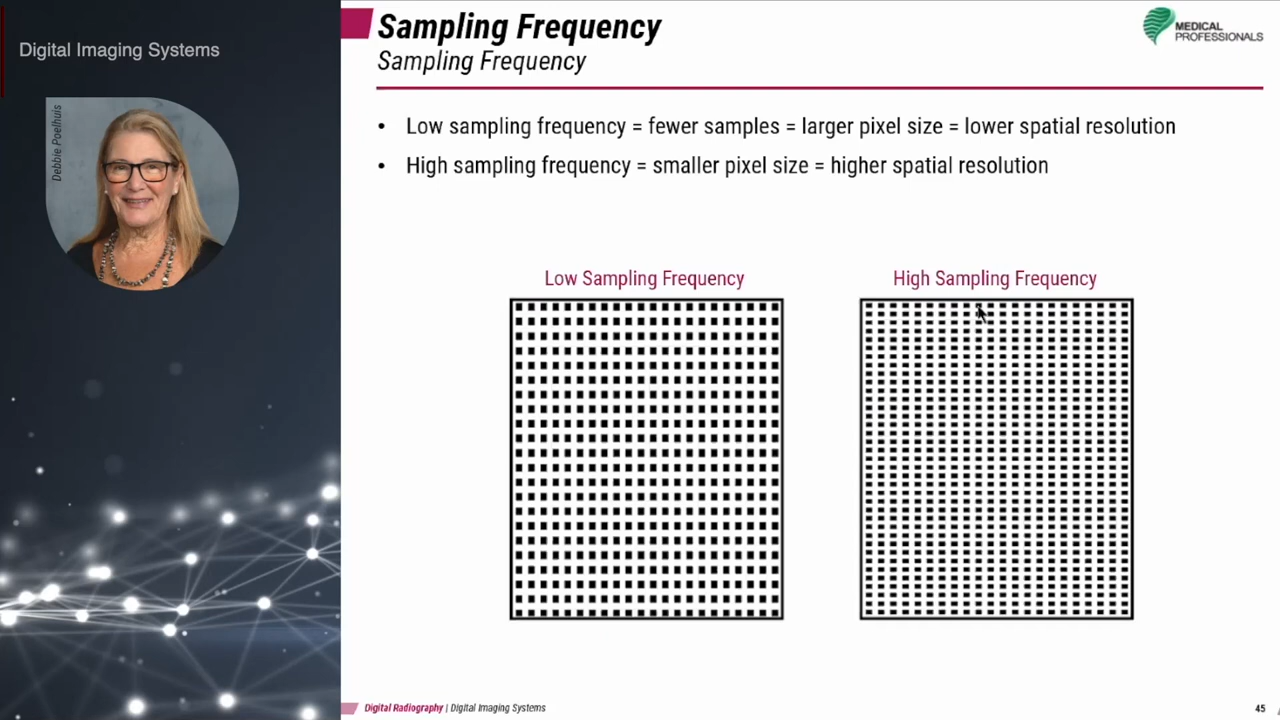 Digital Imaging Systems
Debbie Poelhuis
Sampling Frequency
Sampling Frequency
MEDICAL
PROFESSIONALS
• Low sampling frequency = fewer samples = larger pixel size = lower spatial resolution
• High sampling frequency = smaller pixel size = higher spatial resolution
Low Sampling Frequency
High Sampling Frequency
Digital Radiography | Digital Imaging Systems
45